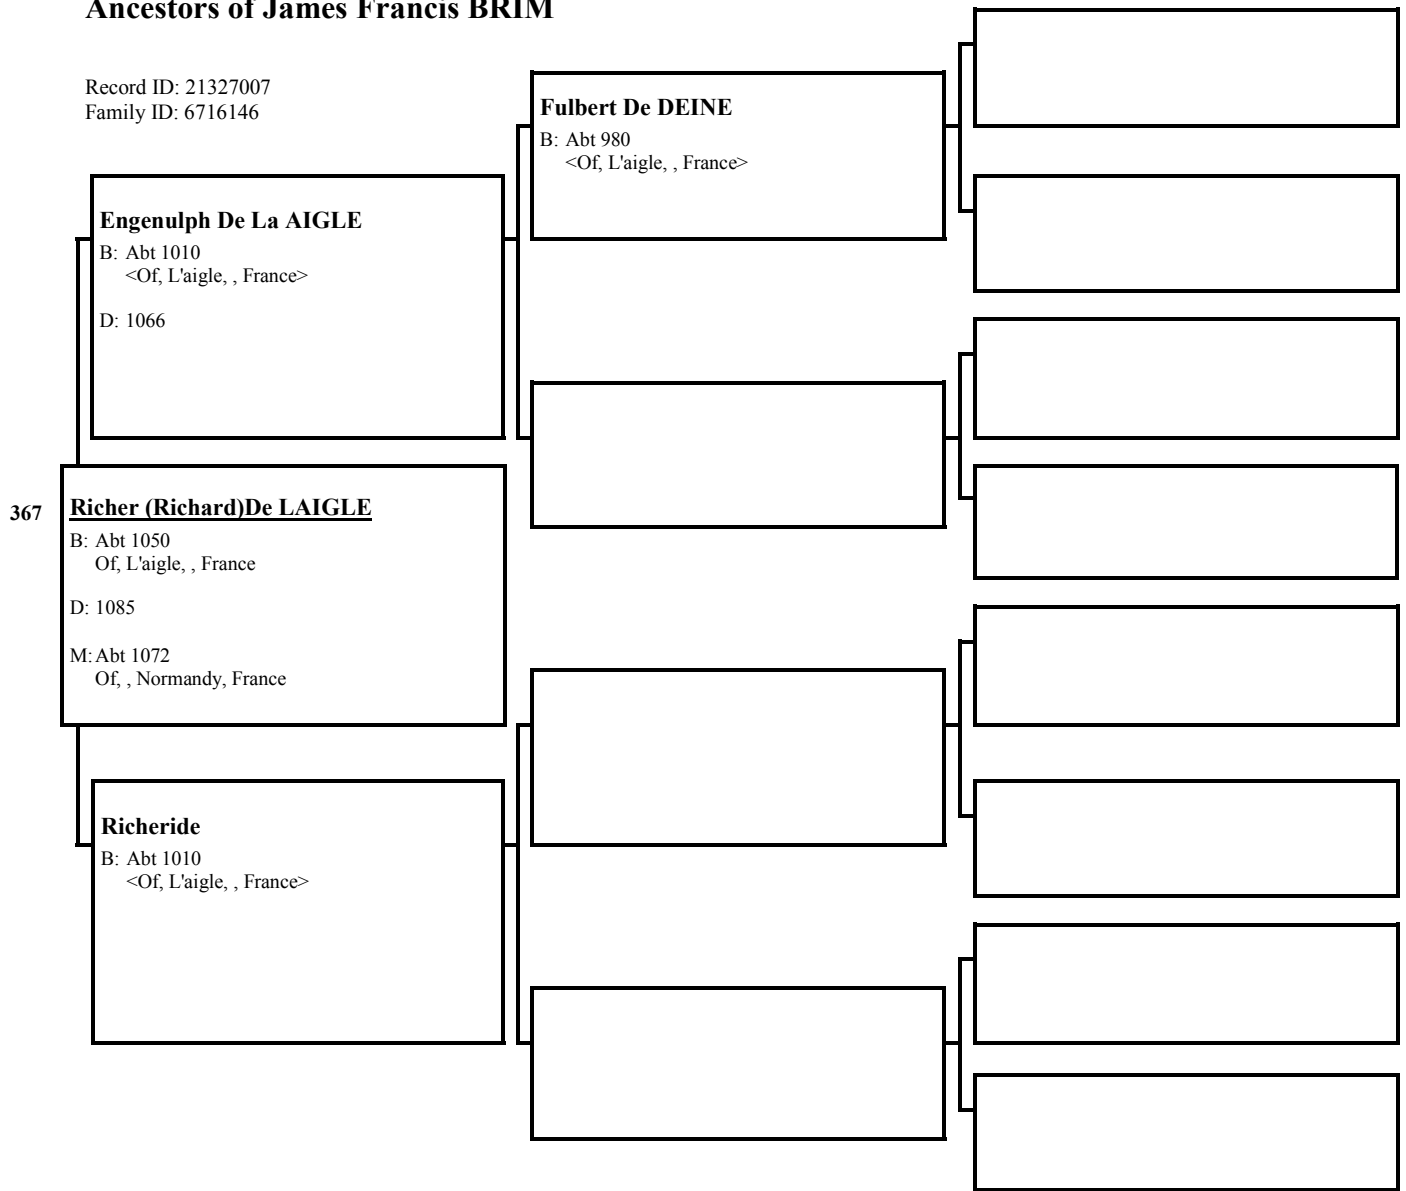 Ancestors of James Francis BRIM
Record ID: 21327007
Family ID: 6716146
Fulbert De DEINE
B: Abt 980
<Of, L'aigle, , France>
Engenulph De La AIGLE
B: Abt 1010
<Of, L'aigle, , France>
D: 1066
367
Richer (Richard)De LAIGLE
B: Abt 1050
Of, L'aigle, , France
D: 1085
M: Abt 1072
Of, , Normandy, France
Richeride
B: Abt 1010
<Of, L'aigle, , France>